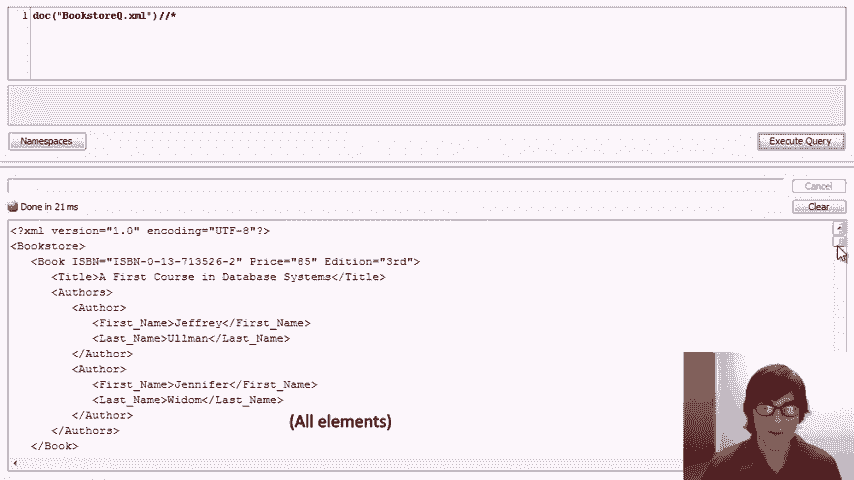 1 doc("BookstoreQ.xml")//*
Namespaces
Execute Query
Cancel
Done in 21 ms
Clear
<?xml version="1.0" encoding="UTF-8"?>
<Bookstore>
<Book ISBN="ISBN-0-13-713526-2" Price="85" Edition="3rd">
<Title>A First Course in Database Systems</Title>
<Authors>
<Author>
<First_Name>Jeffrey</First_Name>
<Last_Name>Ullman</Last_Name>
</Author>
<Author>
<First_Name>Jennifer</First_Name>
<Last_Name>Widom</Last_Name>
</Author>
(All elements)
</Authors>
</Book>